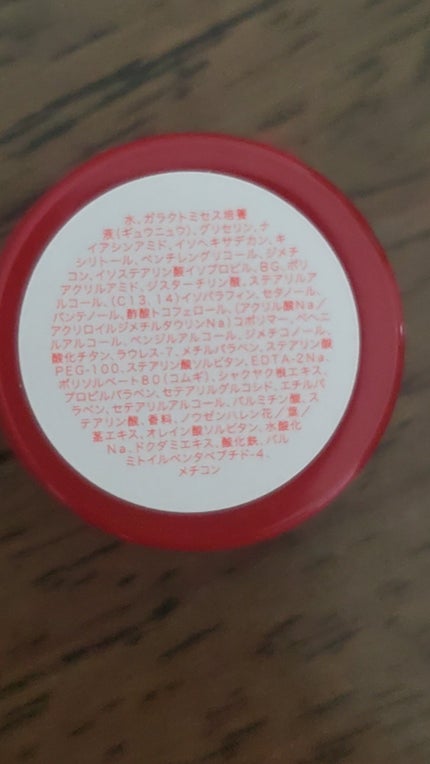 水、ガラクトミセス培養
液(ギュウニュウ)、グリセリン、ナ
イアシンアミド、イソヘキサデカン、キ
シリトール、ペンチレングリコール、ジメチ
コン、イソステアリン酸イソプロピル、BG、ポリ
アクリルアミド、ジスターチリン酸、ステアリルア
ルコール、(C13,14)イソパラフィン、セタノール、
パンテノール、酢酸トコフェロール、(アクリル酸Na/
アクリロイルジメチルタウリンNa)コポリマー、ベヘニ
ルアルコール、ベンジルアルコール、ジメチコノール、
酸化チタン、ラウレス-7、メチルパラベン、ステアリン酸
PEG-100、ステアリン酸ソルビタン、EDTA-2Na、
ポリソルベート80(コムギ)、シャクヤク根エキス、
プロピルパラベン、セテアリルグルコシド、エチルパ
ラベン、セテアリルアルコール、パルミチン酸、ス
テアリン酸、香料、ノウゼンハレン花/葉/
茎エキス、オレイン酸ソルビタン、水酸化
Na、ドクダミエキス、酸化鉄、パル
ミトイルペンタペプチド-4、
メチコン